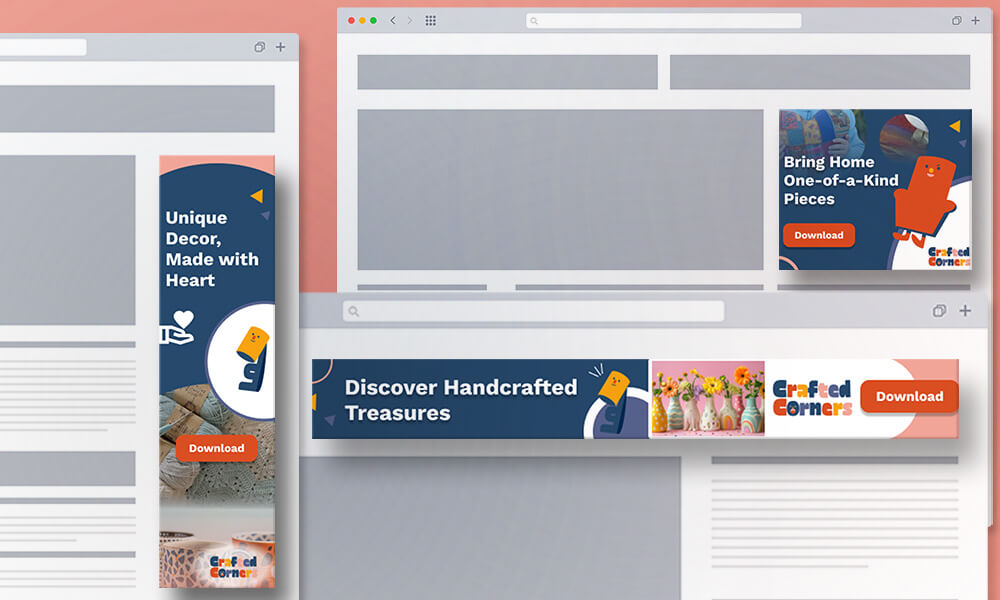 Unique
Decor,
Made with
Heart
Download
Crafted
Corners
Bring Home
One-of-a-Kind
Pieces
Download
Crafted
Corners
Discover Handcrafted
Treasures
Crafted
Corners
Download